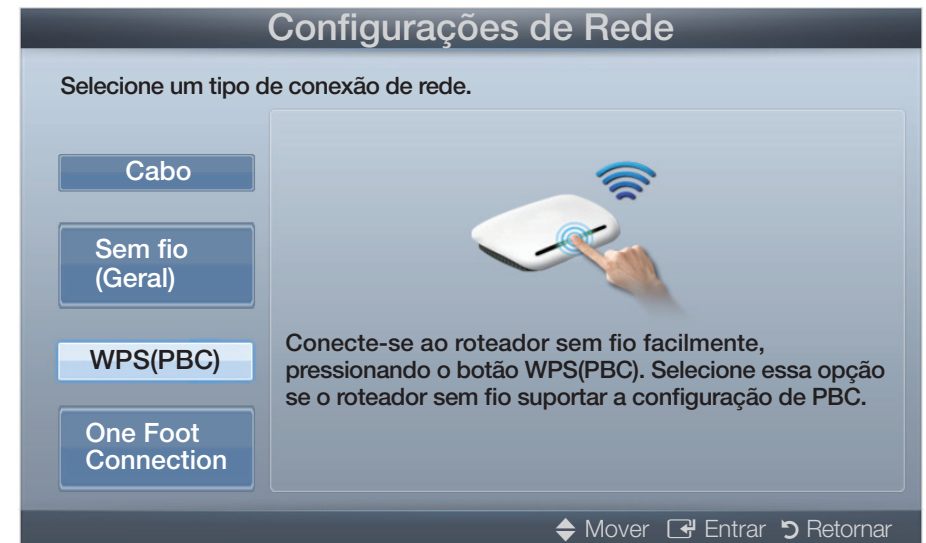 Configurações de Rede
Selecione um tipo de conexão de rede.
Cabo
Sem fio
(Geral)
WPS(PBC)
One Foot
Connection
Conecte-se ao roteador sem fio facilmente,
pressionando o botão WPS(PBC). Selecione essa opção
se o roteador sem fio suportar a configuração de PBC.
Mover Entrar Retornar